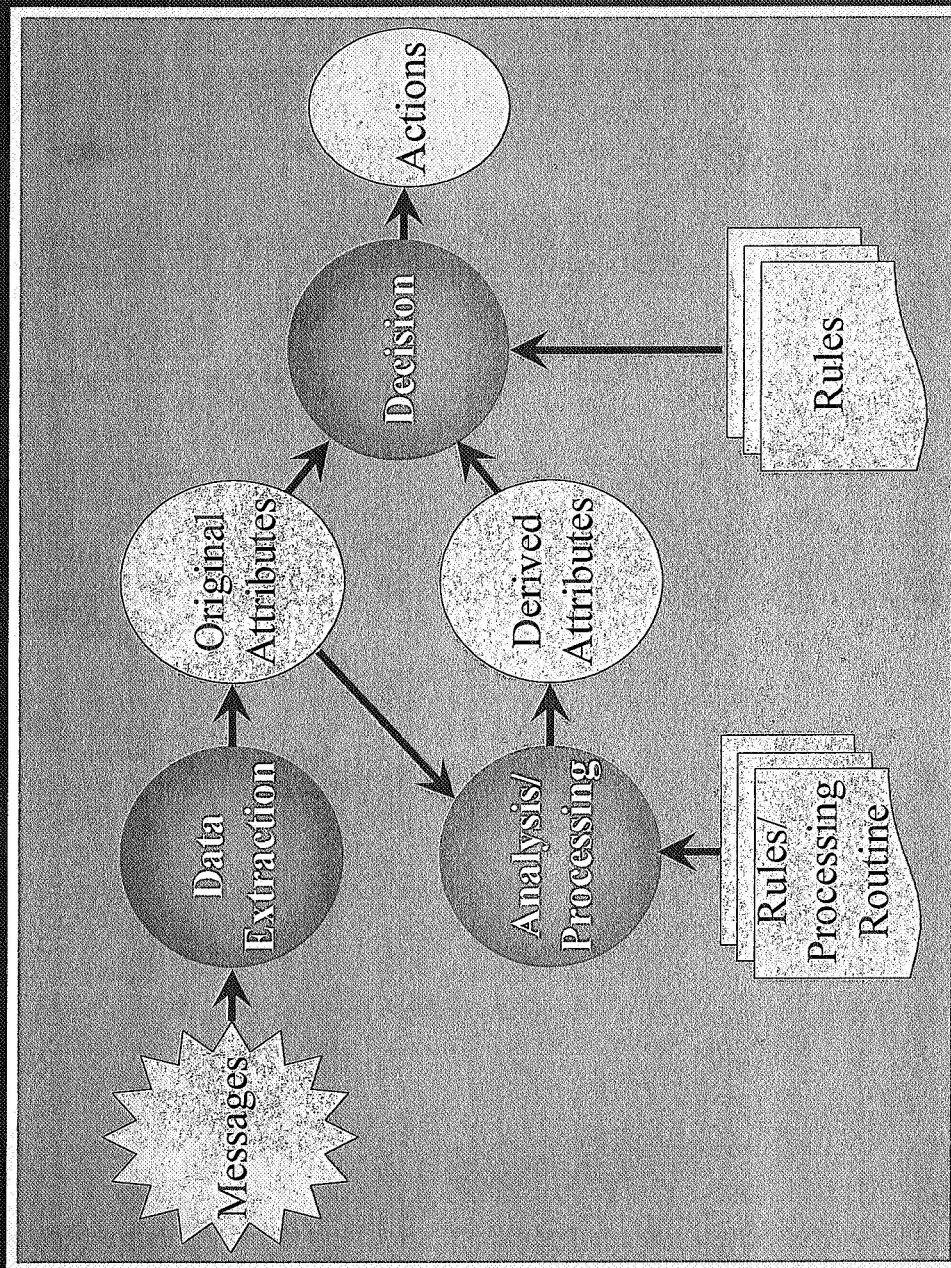 Messages
Data
Extraction
Original
Attributes
Analysis/
Processing
Derived
Attributes
Decision
Actions
Rules/
Processing
Routine
Rules